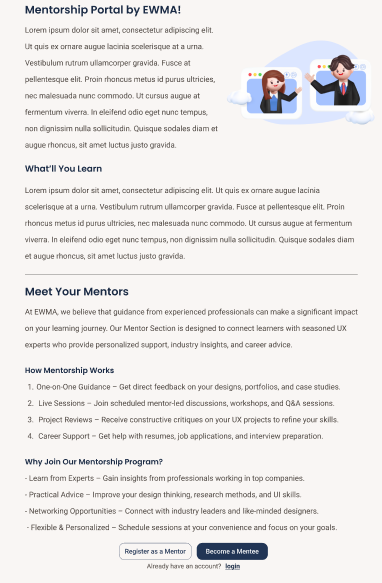 Mentorship Portal by EWMA!
Lorem ipsum dolor sit amet, consectetur adipiscing elit.
Ut quis ex ornare augue lacinia scelerisque at a urna.
Vestibulum rutrum ullamcorper gravida. Fusce at
pellentesque elit. Proin rhoncus metus id purus ultricies,
nec malesuada nunc commodo. Ut cursus augue at
fermentum viverra. In eleifend odio eget nunc tempus,
non dignissim nulla sollicitudin. Quisque sodales diam et
augue rhoncus, sit amet luctus justo gravida.
What'll You Learn
Lorem ipsum dolor sit amet, consectetur adipiscing elit. Ut quis ex ornare augue lacinia
scelerisque at a urna. Vestibulum rutrum ullamcorper gravida. Fusce at pellentesque elit. Proin
rhoncus metus id purus ultricies, nec malesuada nunc commodo. Ut cursus augue at fermentum
viverra. In eleifend odio eget nunc tempus, non dignissim nulla sollicitudin. Quisque sodales diam
et augue rhoncus, sit amet luctus justo gravida.
Meet Your Mentors
At EWMA, we believe that guidance from experienced professionals can make a significant impact
on your learning journey. Our Mentor Section is designed to connect learners with seasoned UX
experts who provide personalized support, industry insights, and career advice.
How Mentorship Works
1. One-on-One Guidance – Get direct feedback on your designs, portfolios, and case studies.
2. Live Sessions – Join scheduled mentor-led discussions, workshops, and Q&A sessions.
3. Project Reviews – Receive constructive critiques on your UX projects to refine your skills.
4. Career Support – Get help with resumes, job applications, and interview preparation.
Why Join Our Mentorship Program?
- Learn from Experts – Gain insights from professionals working in top companies.
- Practical Advice – Improve your design thinking, research methods, and UI skills.
- Networking Opportunities – Connect with industry leaders and like-minded designers.
- Flexible & Personalized – Schedule sessions at your convenience and focus on your goals.
Register as a Mentor
Become a Mentee
Already have an account? login